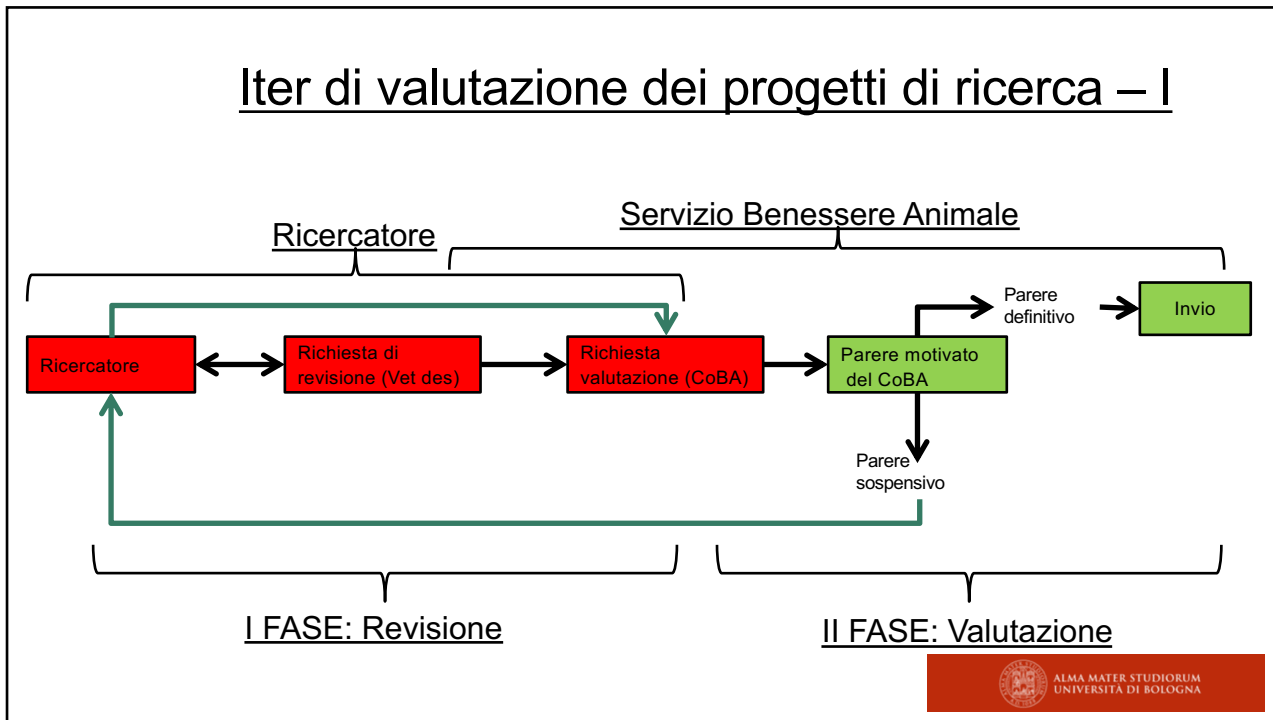 Iter di valutazione dei progetti di ricerca – I
Servizio Benessere Animale
Ricercatore
Parere
definitivo
Invio
Ricercatore
Richiesta di
revisione (Vet des)
Richiesta
valutazione (CoBA)
Parere motivato
del CoBA
Parere
sospensivo
I FASE: Revisione
II FASE: Valutazione
ALMA MATER STUDIORUM
UNIVERSITÀ DI BOLOGNA